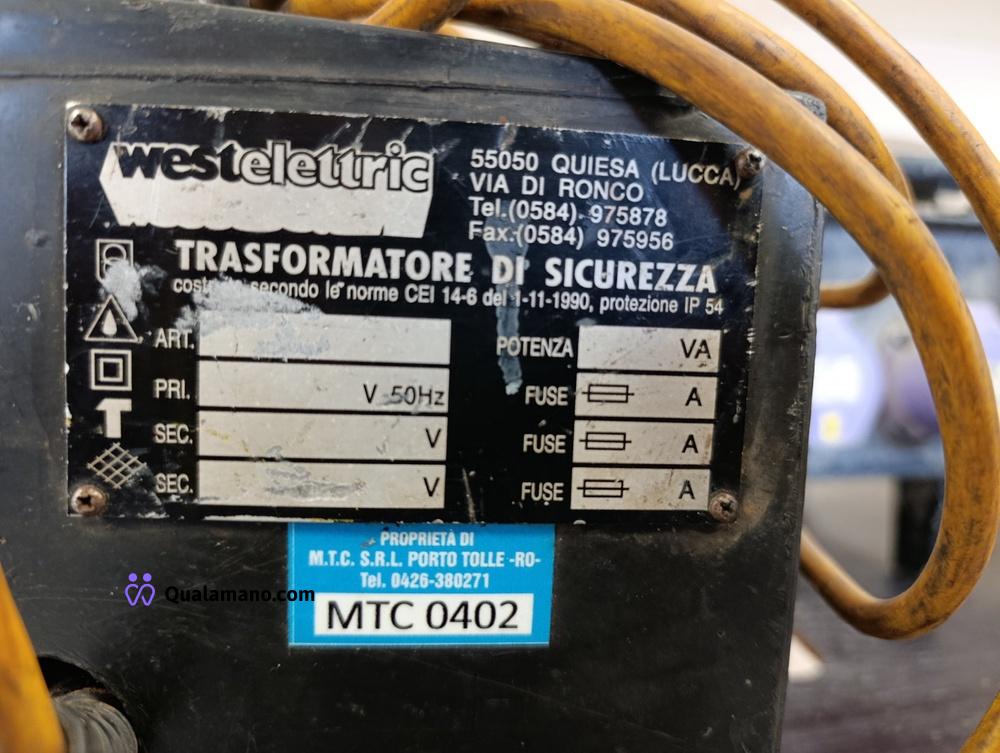 westelettric
55050 QUIESA (LUCCA)
VIA DI RONCO
Tel.(0584) 975878
Fax.(0584) 975956
TRASFORMATORE DI SICUREZZA
secondo le norme CEI 14-6 del 1-11-1990, protezione IP 54
ART.
POTENZA VA
PRI. V 50Hz
FUSE A
SEC. V
FUSE A
SEC. V
FUSE A
PROPRIETÀ DI
M.T.C. S.R.L. PORTO TOLLE -RO-
Tel. 0426-380271
MTC 0402
Qualamano.com